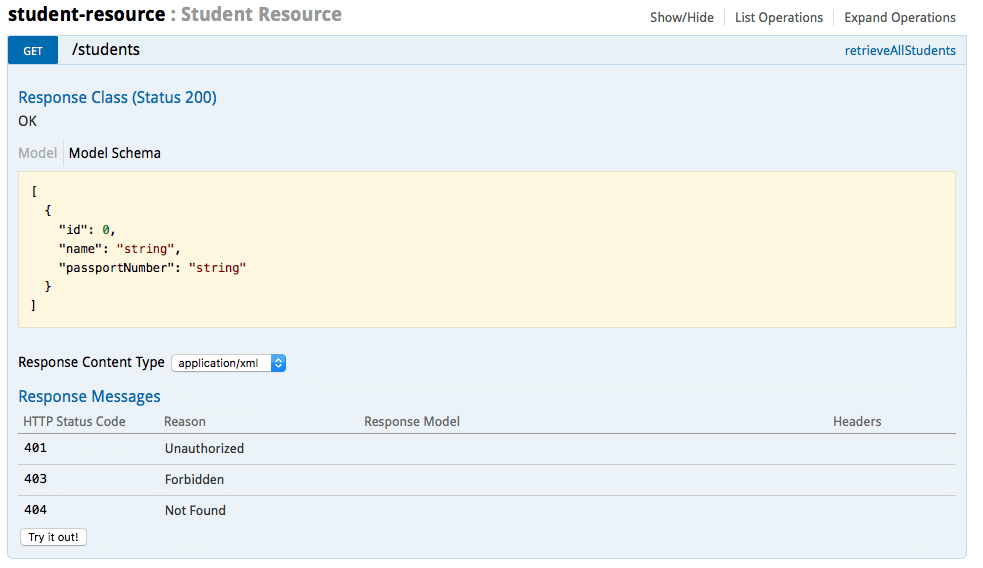 student-resource : Student Resource
Show/Hide List Operations Expand Operations
GET /students retrieveAllStudents
Response Class (Status 200)
OK
Model Model Schema
[
{
"id": 0,
"name": "string",
"passportNumber": "string"
}
]
Response Content Type application/xml
Response Messages
HTTP Status Code Reason Response Model Headers
401 Unauthorized
403 Forbidden
404 Not Found
Try it out!